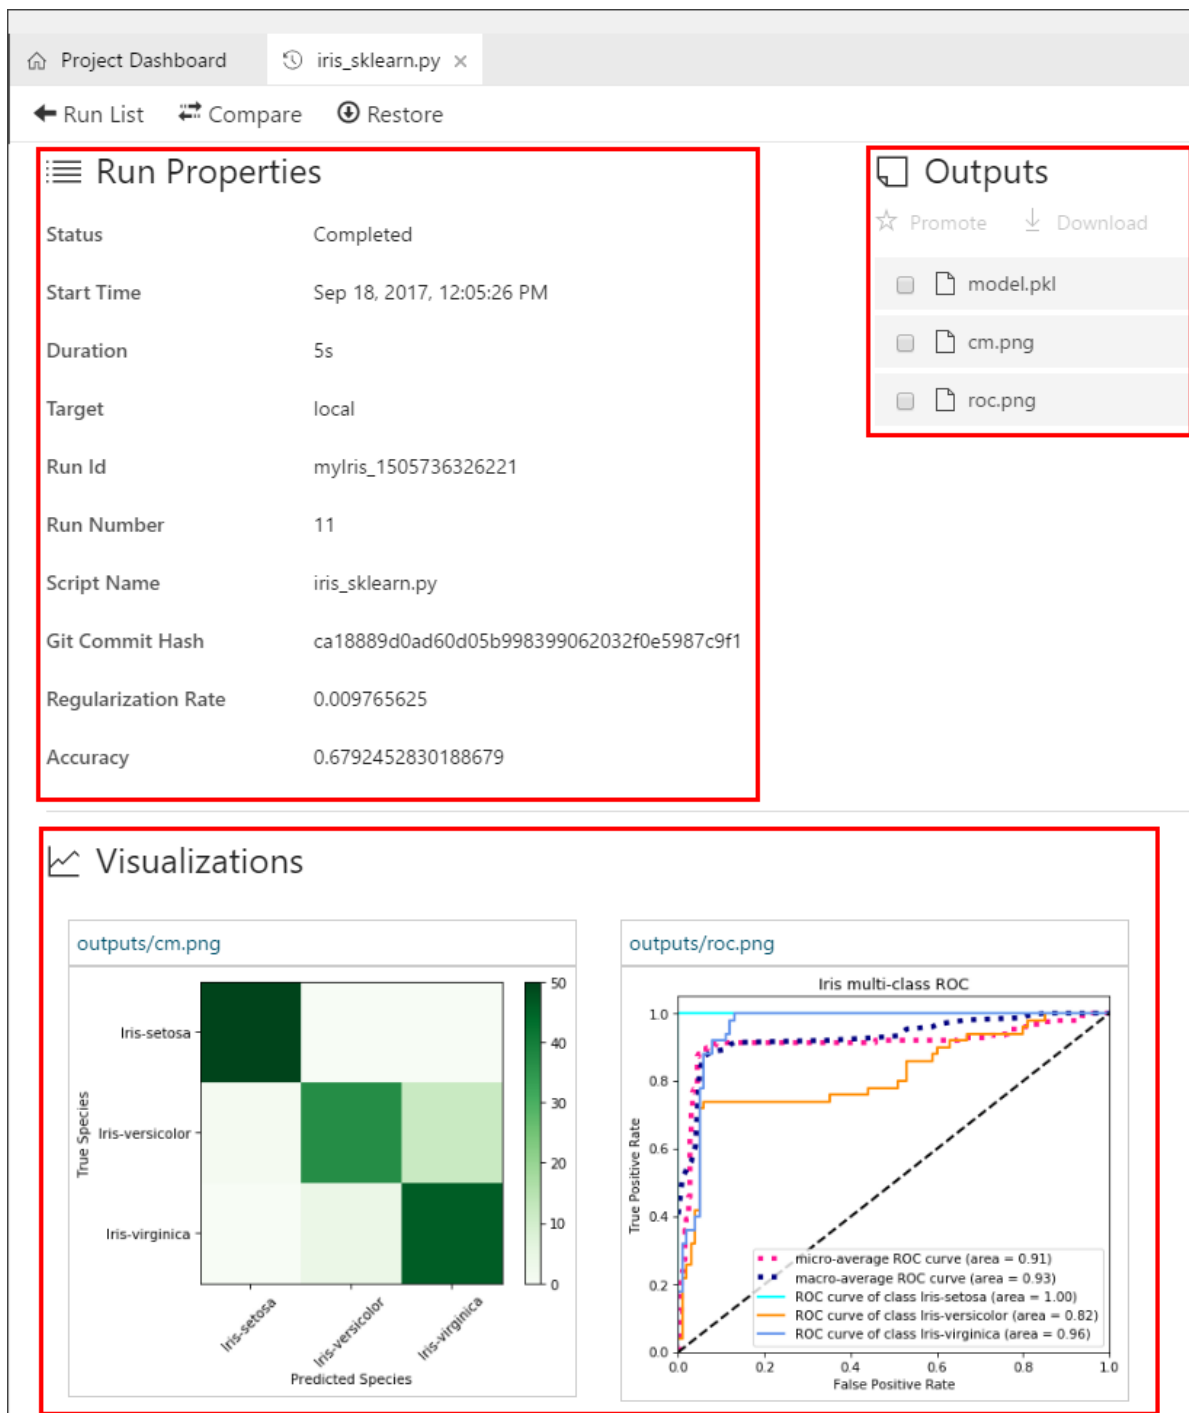 Project Dashboard
iris_sklearn.py ×
Run List Compare Restore
Run Properties
Status Completed
Start Time Sep 18, 2017, 12:05:26 PM
Duration 5s
Target local
Run Id myIris_1505736326221
Run Number 11
Script Name iris_sklearn.py
Git Commit Hash ca18889d0ad60d05b998399062032f0e5987c9f1
Regularization Rate 0.009765625
Accuracy 0.6792452830188679
Outputs
Promote Download
model.pkl
cm.png
roc.png
Visualizations
outputs/cm.png
True Species
Iris-setosa
Iris-versicolor
Iris-virginica
Iris-setosa
Iris-versicolor
Iris-virginica
Predicted Species
50
40
30
20
10
0
outputs/roc.png
Iris multi-class ROC
True Positive Rate
1.0
0.8
0.6
0.4
0.2
0.0
micro-average ROC curve (area = 0.91)
macro-average ROC curve (area = 0.93)
ROC curve of class Iris-setosa (area = 1.00)
ROC curve of class Iris-versicolor (area = 0.82)
ROC curve of class Iris-virginica (area = 0.96)
0.0 0.2 0.4 0.6 0.8 1.0
False Positive Rate